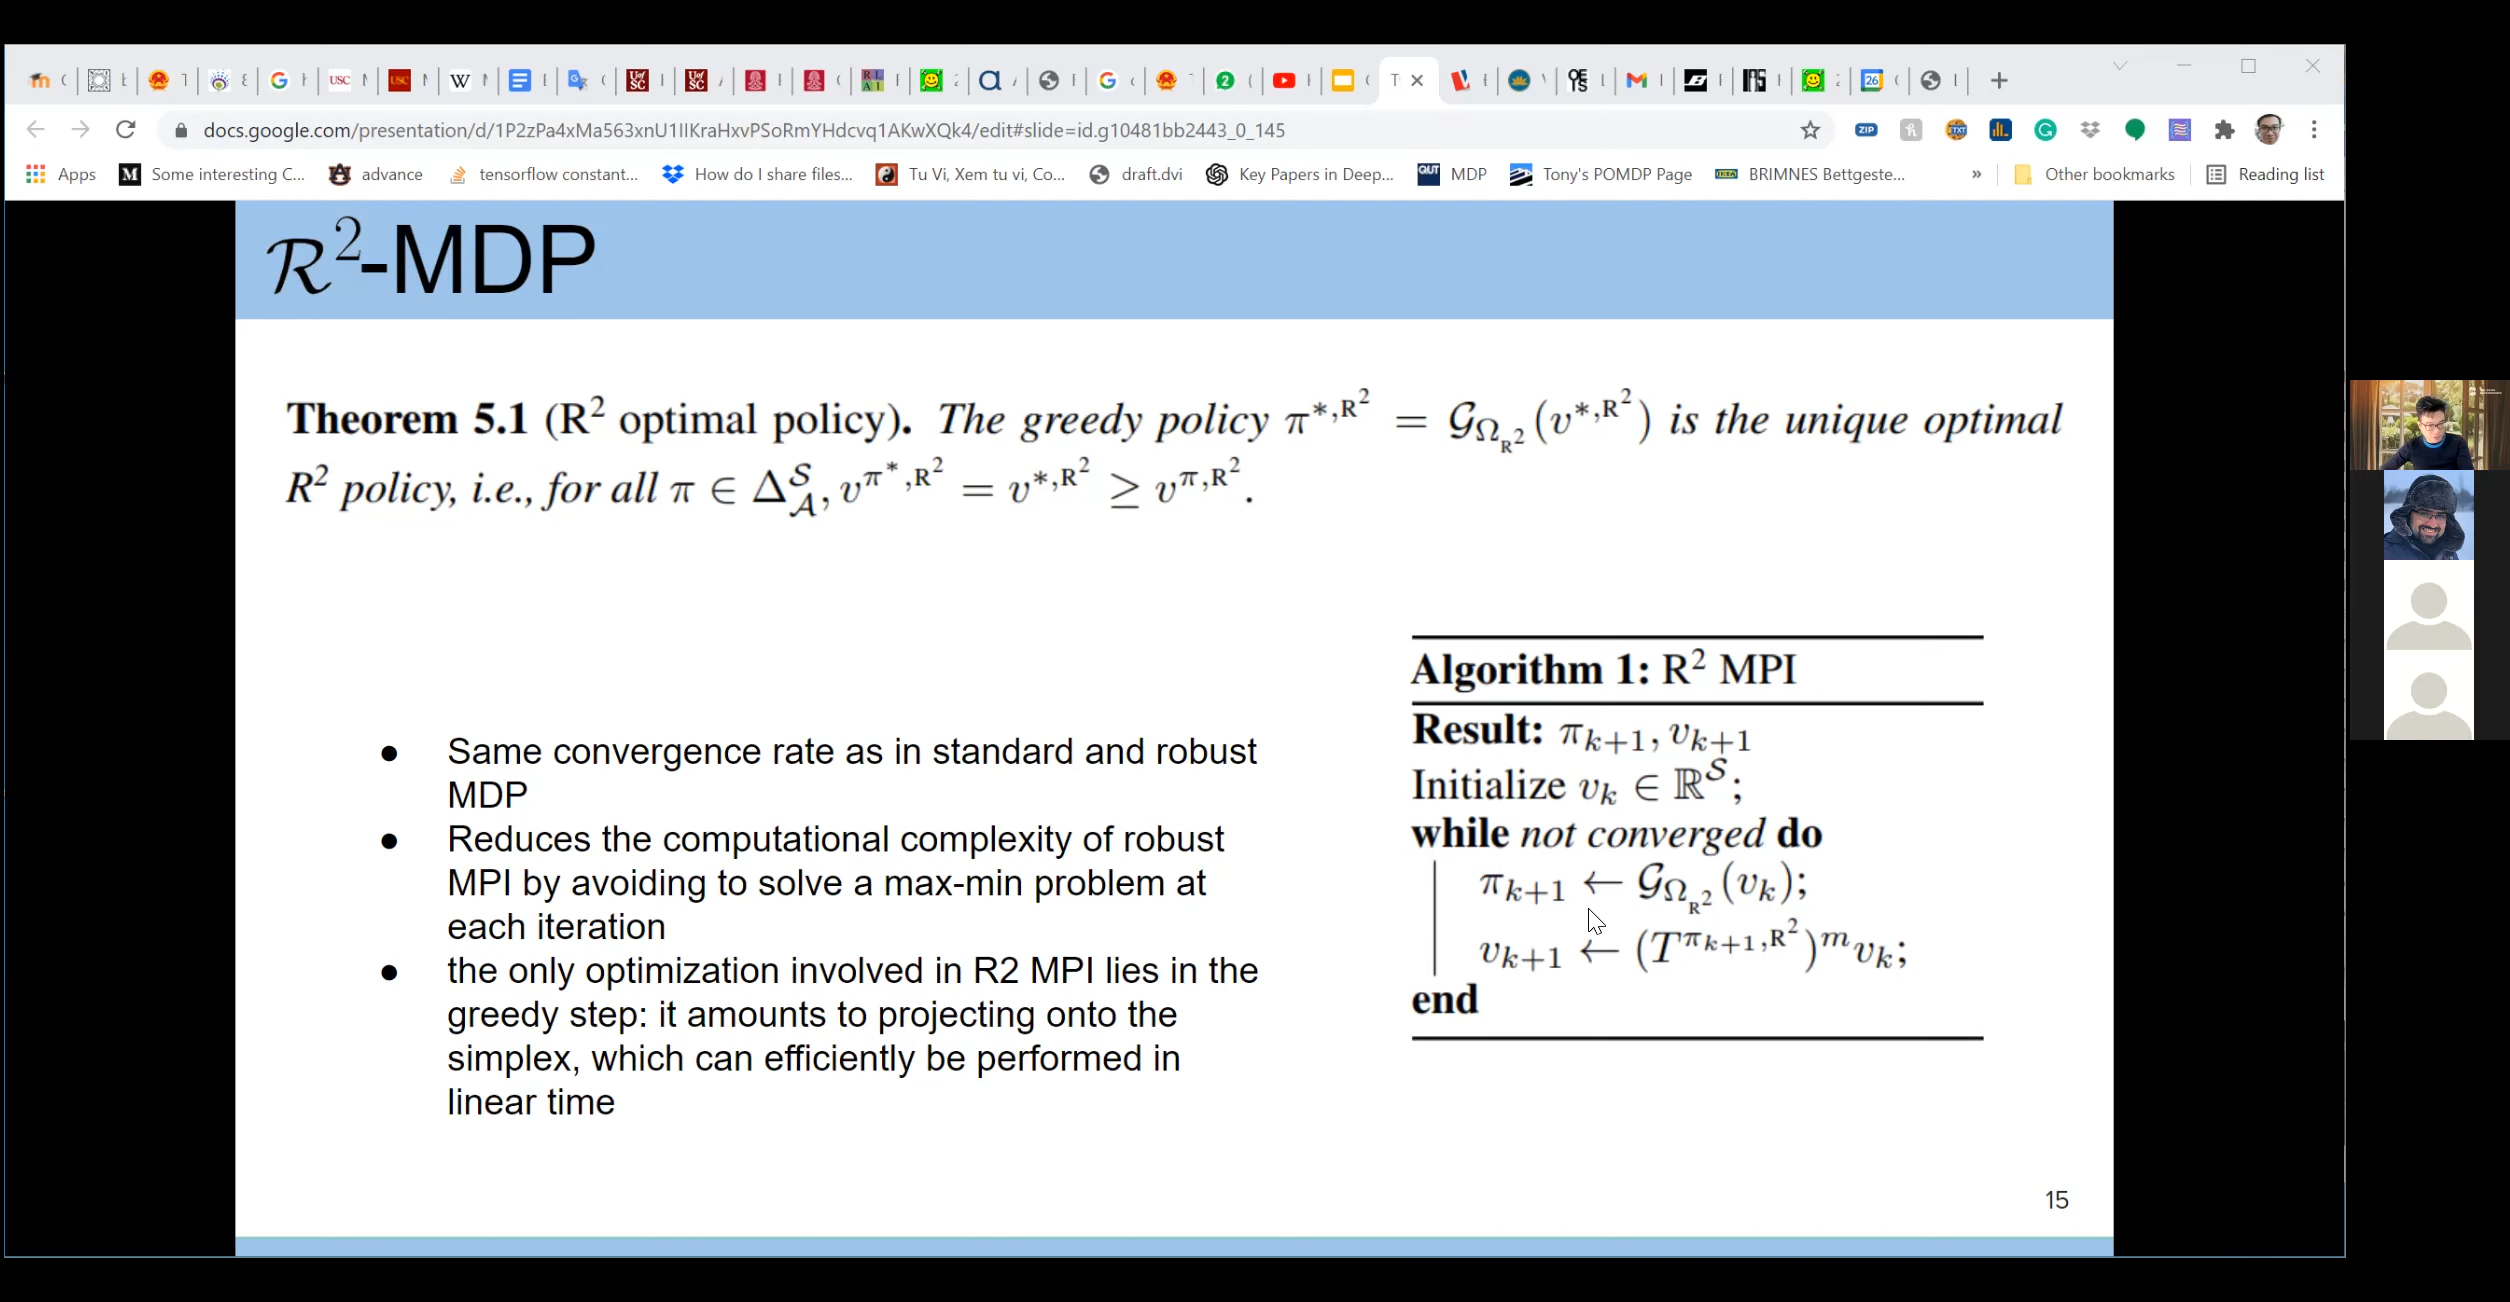 docs.google.com/presentation/d/1P2zPa4xMa563xnU1IIKraHxvPSoRmYHdcvq1AKwXQk4/edit#slide=id.g10481bb2443_0_145
Apps Some interesting C... advance tensorflow constant... How do I share files... Tu Vi, Xem tu vi, Co... draft.dvi Key Papers in Deep... MDP Tony's POMDP Page BRIMNES Bettgeste... » Other bookmarks Reading list
ℛ²-MDP
Theorem 5.1 (R² optimal policy). The greedy policy π^{*,R²} = 𝒢_{Ω_{R²}}(v^{*,R²}) is the unique optimal
R² policy, i.e., for all π ∈ Δ_𝒜^𝒮, v^{π*,R²} = v^{*,R²} ≥ v^{π,R²}.
● Same convergence rate as in standard and robust
MDP
● Reduces the computational complexity of robust
MPI by avoiding to solve a max-min problem at
each iteration
● the only optimization involved in R2 MPI lies in the
greedy step: it amounts to projecting onto the
simplex, which can efficiently be performed in
linear time
Algorithm 1: R² MPI
Result: π_{k+1}, v_{k+1}
Initialize v_k ∈ ℝ^𝒮;
while not converged do
π_{k+1} ← 𝒢_{Ω_{R²}}(v_k);
v_{k+1} ← (T^{π_{k+1},R²})^m v_k;
end
15